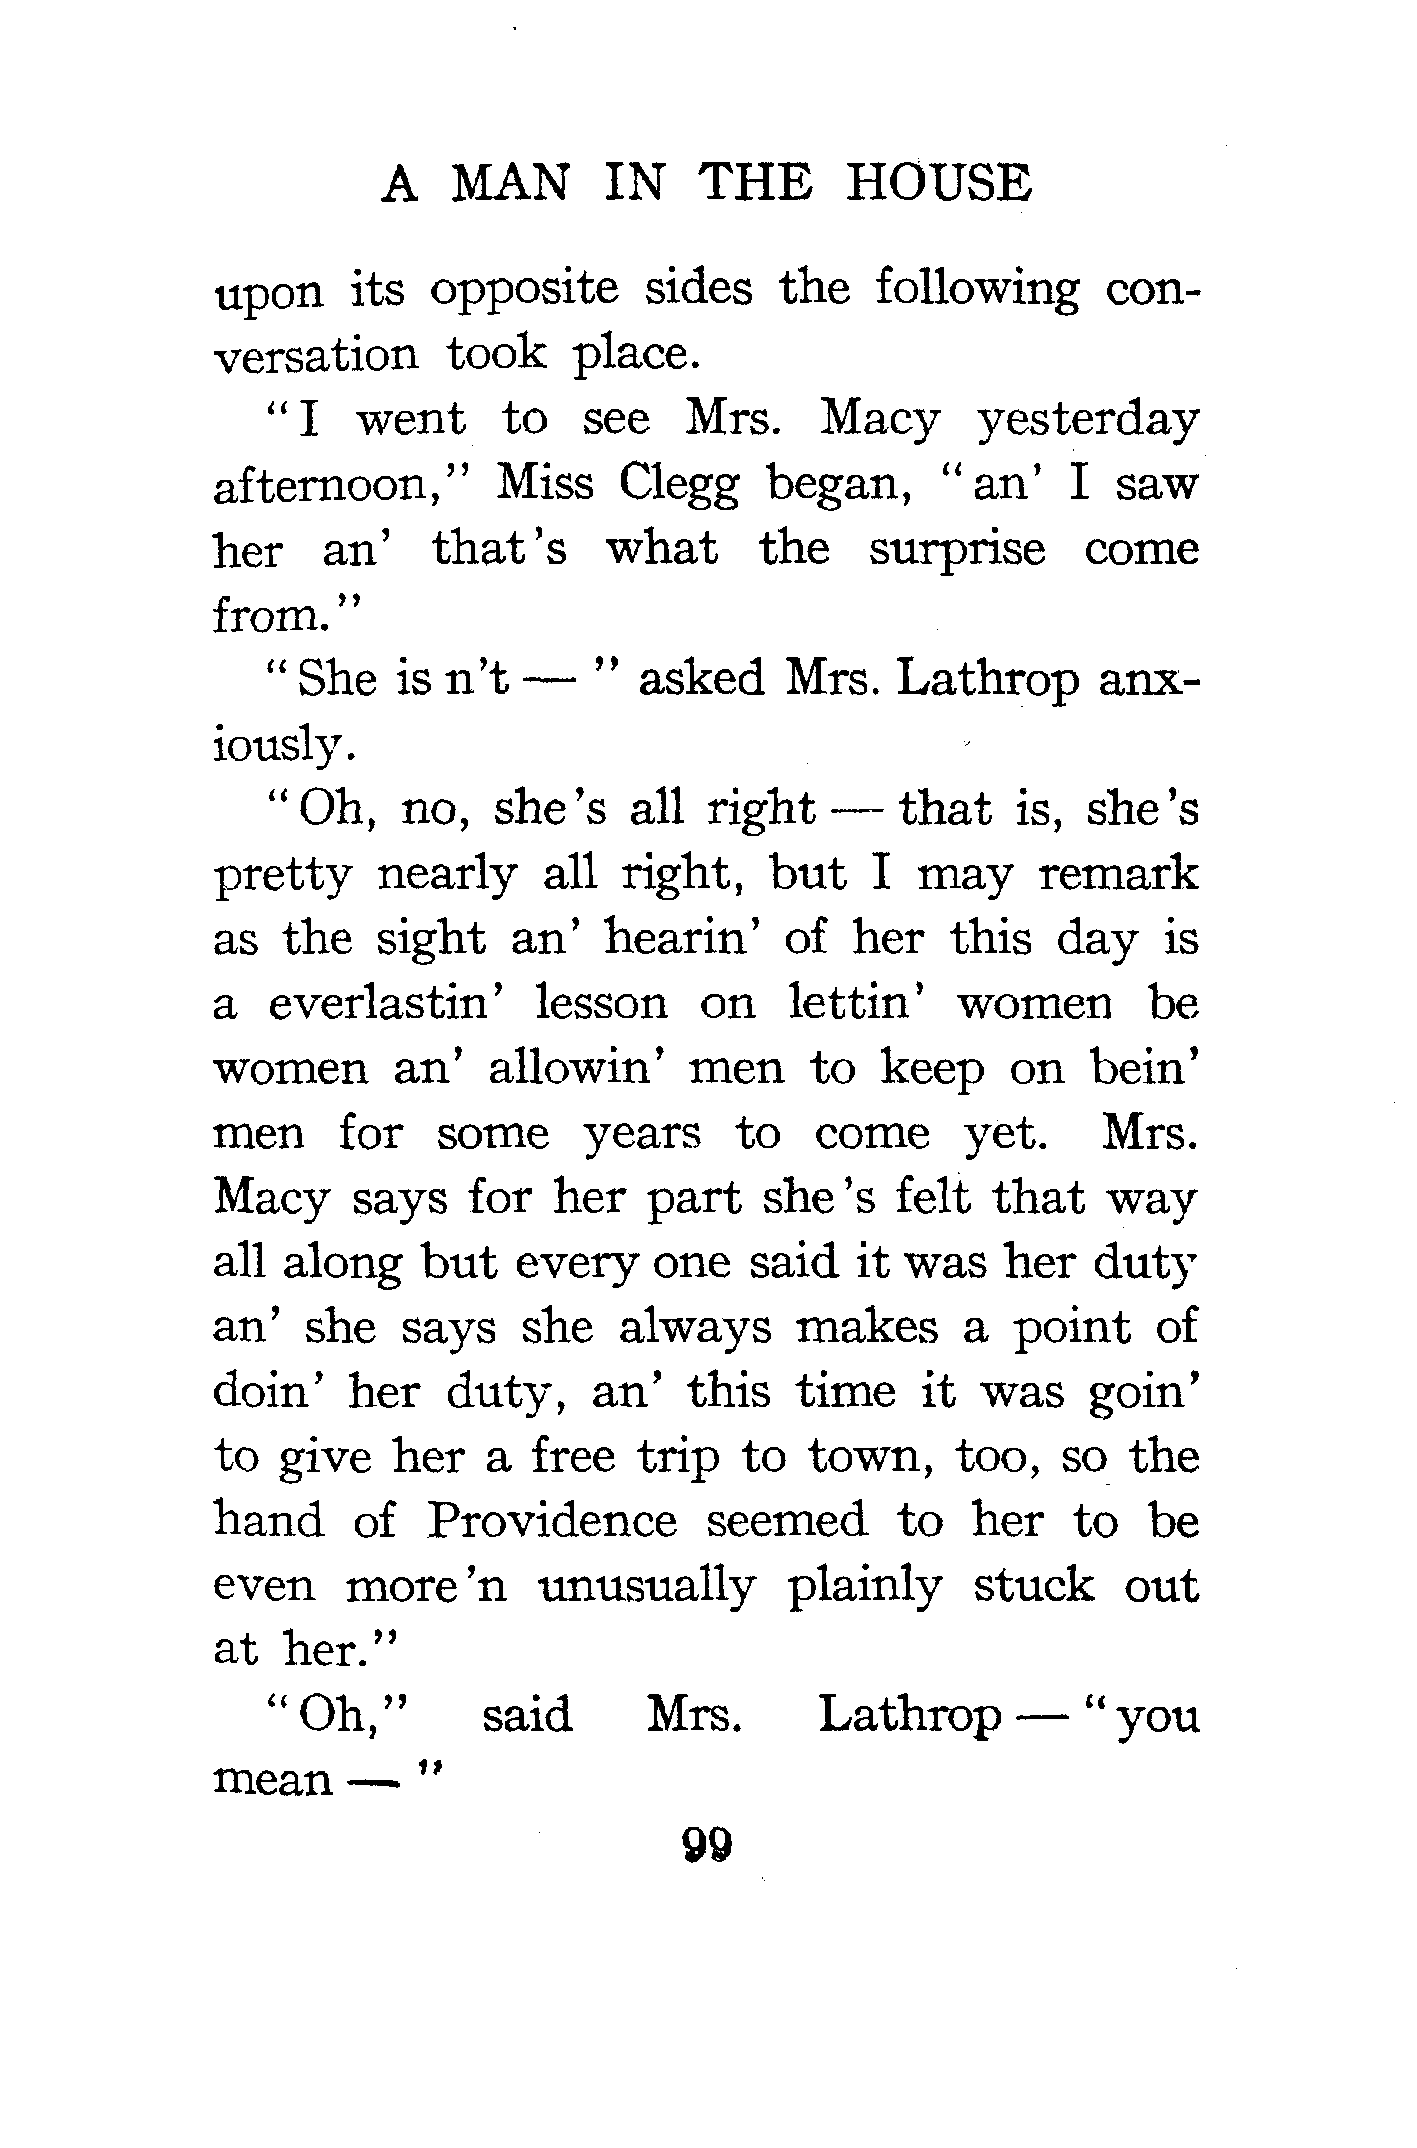 A MAN IN THE HOUSE
upon its opposite sides the following con-
versation took place.
"I went to see Mrs. Macy yesterday
afternoon," Miss Clegg began, "an' I saw
her an' that's what the surprise come
from."
"She is n't — " asked Mrs. Lathrop anx-
iously.
"Oh, no, she's all right — that is, she's
pretty nearly all right, but I may remark
as the sight an' hearin' of her this day is
a everlastin' lesson on lettin' women be
women an' allowin' men to keep on bein'
men for some years to come yet. Mrs.
Macy says for her part she's felt that way
all along but every one said it was her duty
an' she says she always makes a point of
doin' her duty, an' this time it was goin'
to give her a free trip to town, too, so the
hand of Providence seemed to her to be
even more'n unusually plainly stuck out
at her."
"Oh," said Mrs. Lathrop — "you
mean — "
99